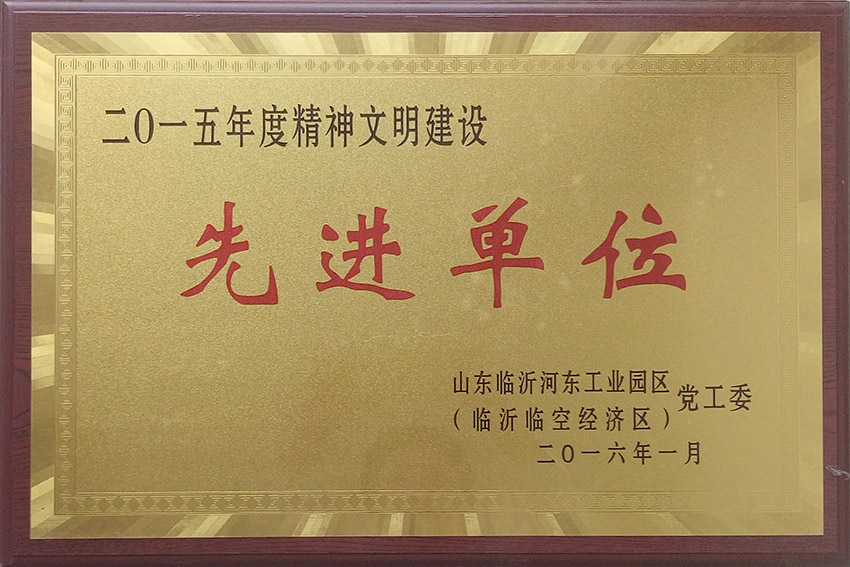 二〇一五年度精神文明建设
先进单位
山东临沂河东工业园区
（临沂临空经济区）
党工委
二〇一六年一月